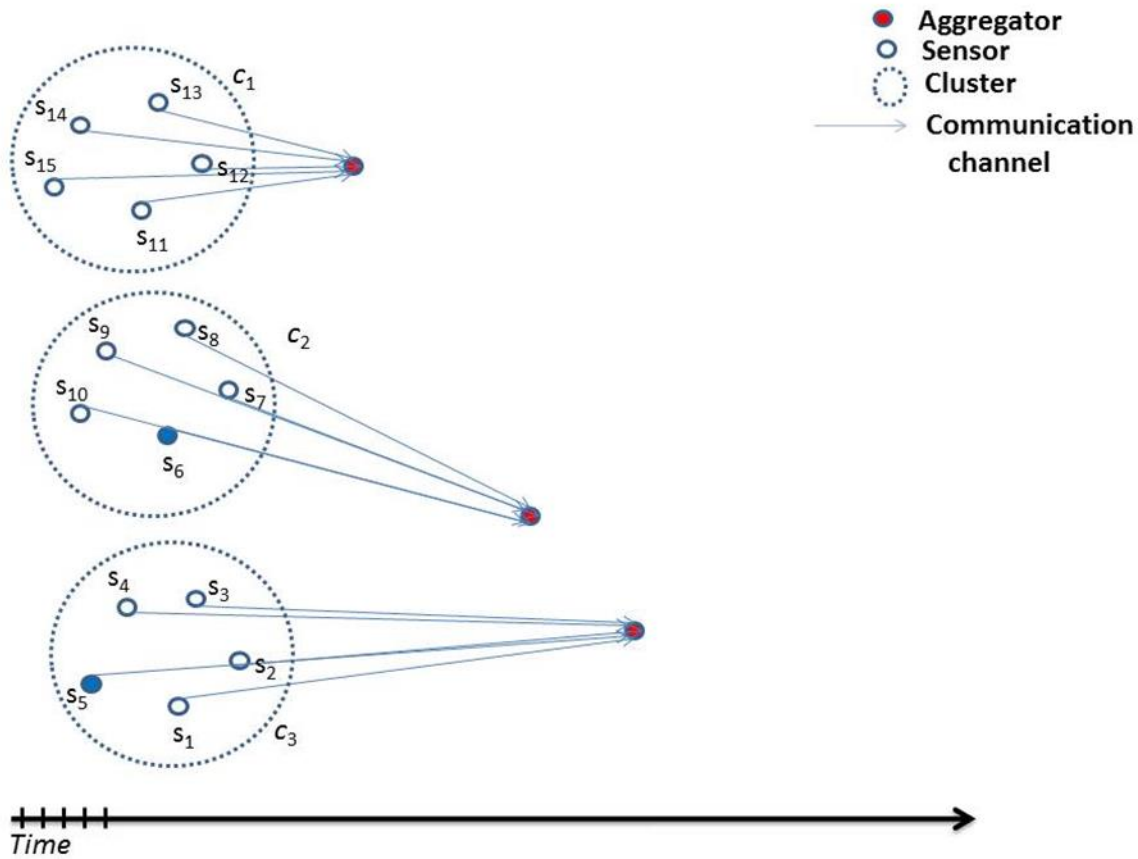 Aggregator
Sensor
Cluster
Communication
channel
c₁
s₁₃
s₁₄
s₁₅
s₁₂
s₁₁
s₉
s₈
c₂
s₁₀
s₇
s₆
s₄
s₃
s₂
s₅
s₁
c₃
Time